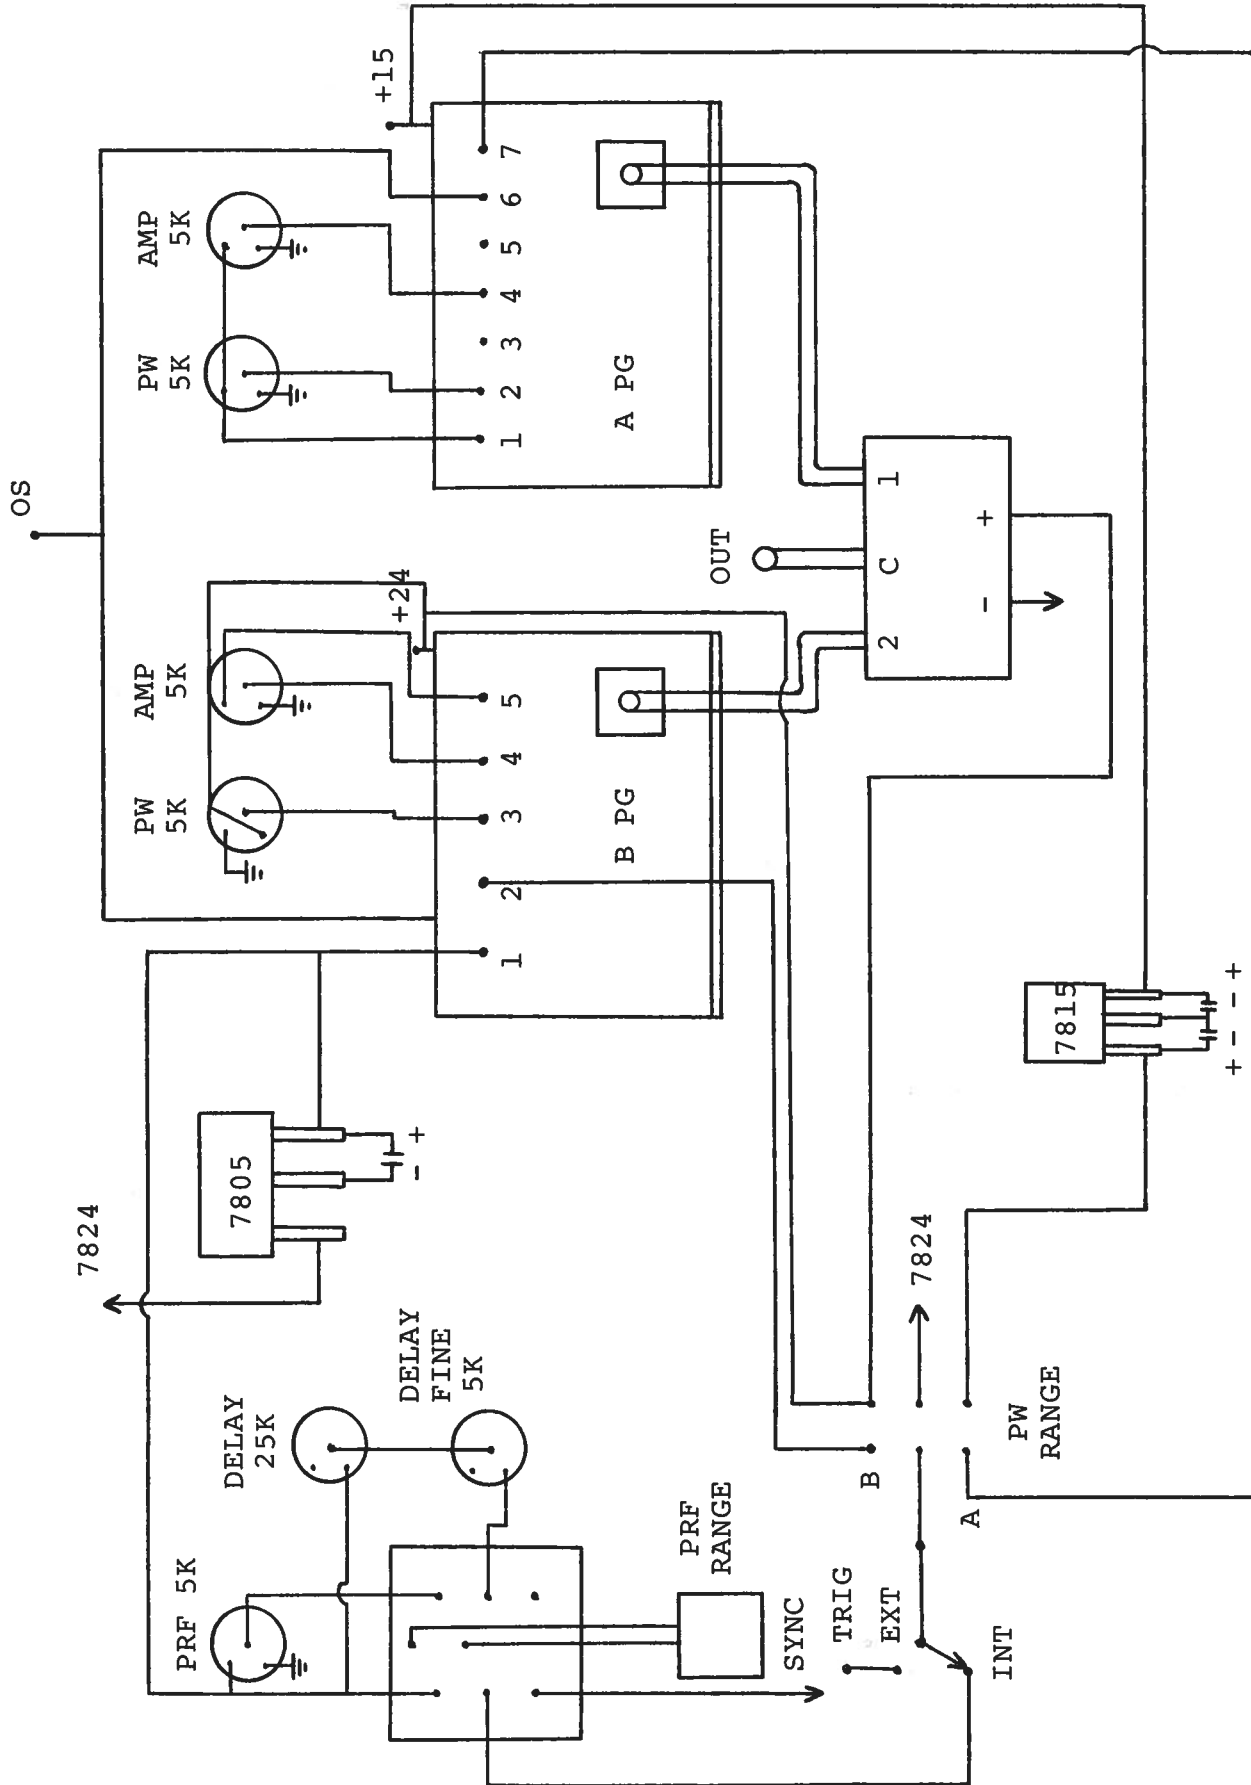 OS
+15
AMP
5K
PW
5K
7
6
5
4
3
2
1
A PG
+24
AMP
5K
PW
5K
5
4
3
2
1
B PG
OUT
1
C
2
+
-
7805
- +
7824
7815
+ - - +
DELAY
25K
DELAY
FINE
5K
PRF 5K
PRF
RANGE
SYNC
TRIG
EXT
INT
B
A
7824
PW
RANGE